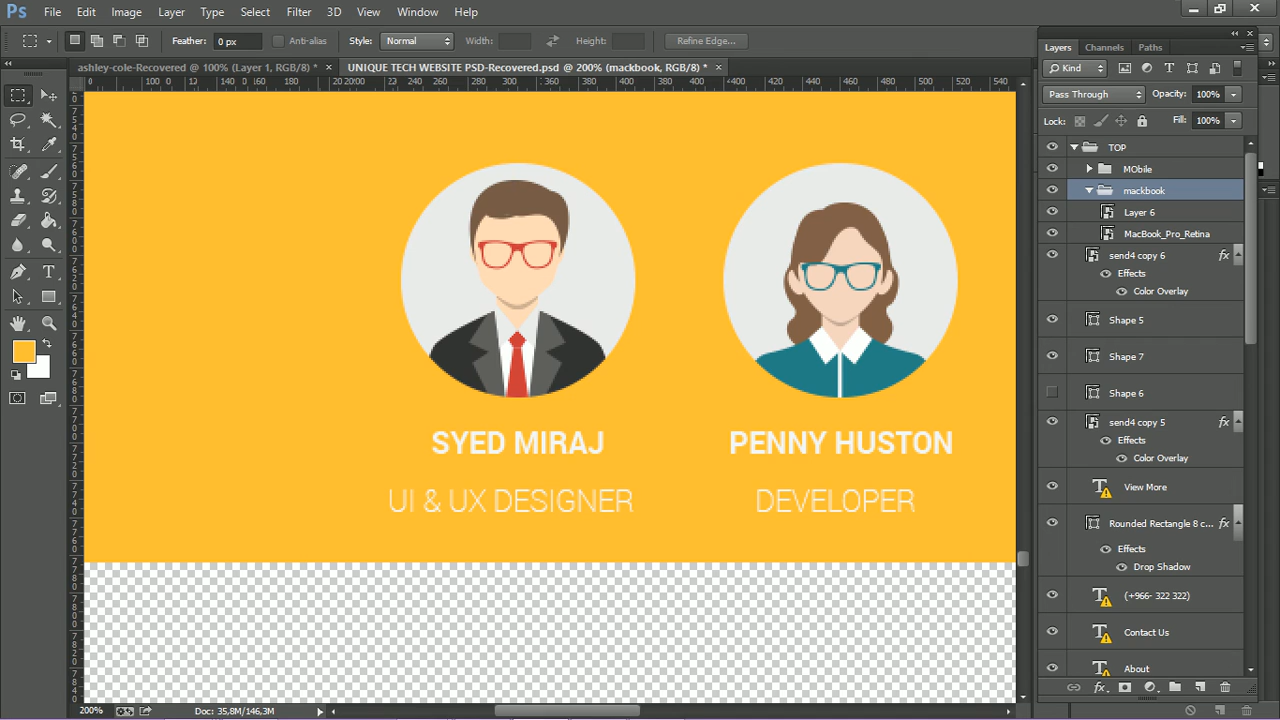 Ps File Edit Image Layer Type Select Filter 3D View Window Help
Feather: 0 px Anti-alias Style: Normal Width: Height: Refine Edge...
ashley-cole-Recovered @ 100% (Layer 1, RGB/8) * × UNIQUE TECH WEBSITE PSD-Recovered.psd @ 200% (mackbook, RGB/8) * ×
Layers Channels Paths
Kind
Pass Through Opacity: 100%
Lock: Fill: 100%
TOP
MObile
mackbook
Layer 6
MacBook_Pro_Retina
send4 copy 6 fx
Effects
Color Overlay
Shape 5
Shape 7
Shape 6
send4 copy 5 fx
Effects
Color Overlay
View More
Rounded Rectangle 8 c... fx
Effects
Drop Shadow
(+966- 322 322)
Contact Us
About
SYED MIRAJ
UI & UX DESIGNER
PENNY HUSTON
DEVELOPER
200% Doc: 35,8M/146,3M